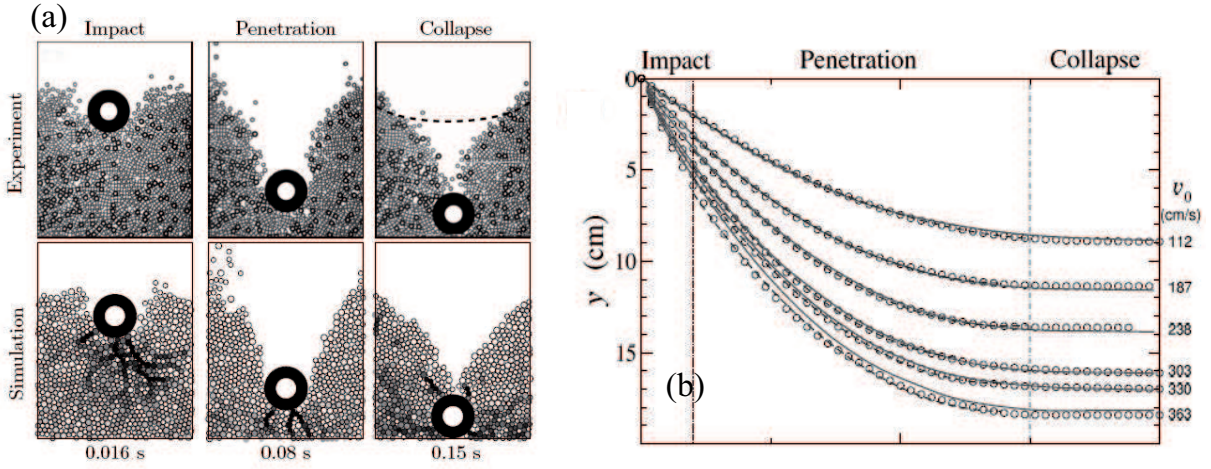 (a)
Impact
Penetration
Collapse
Experiment
Simulation
0.016 s
0.08 s
0.15 s
Impact
Penetration
Collapse
0
5
10
15
y (cm)
v₀
(cm/s)
112
187
238
303
330
363
(b)